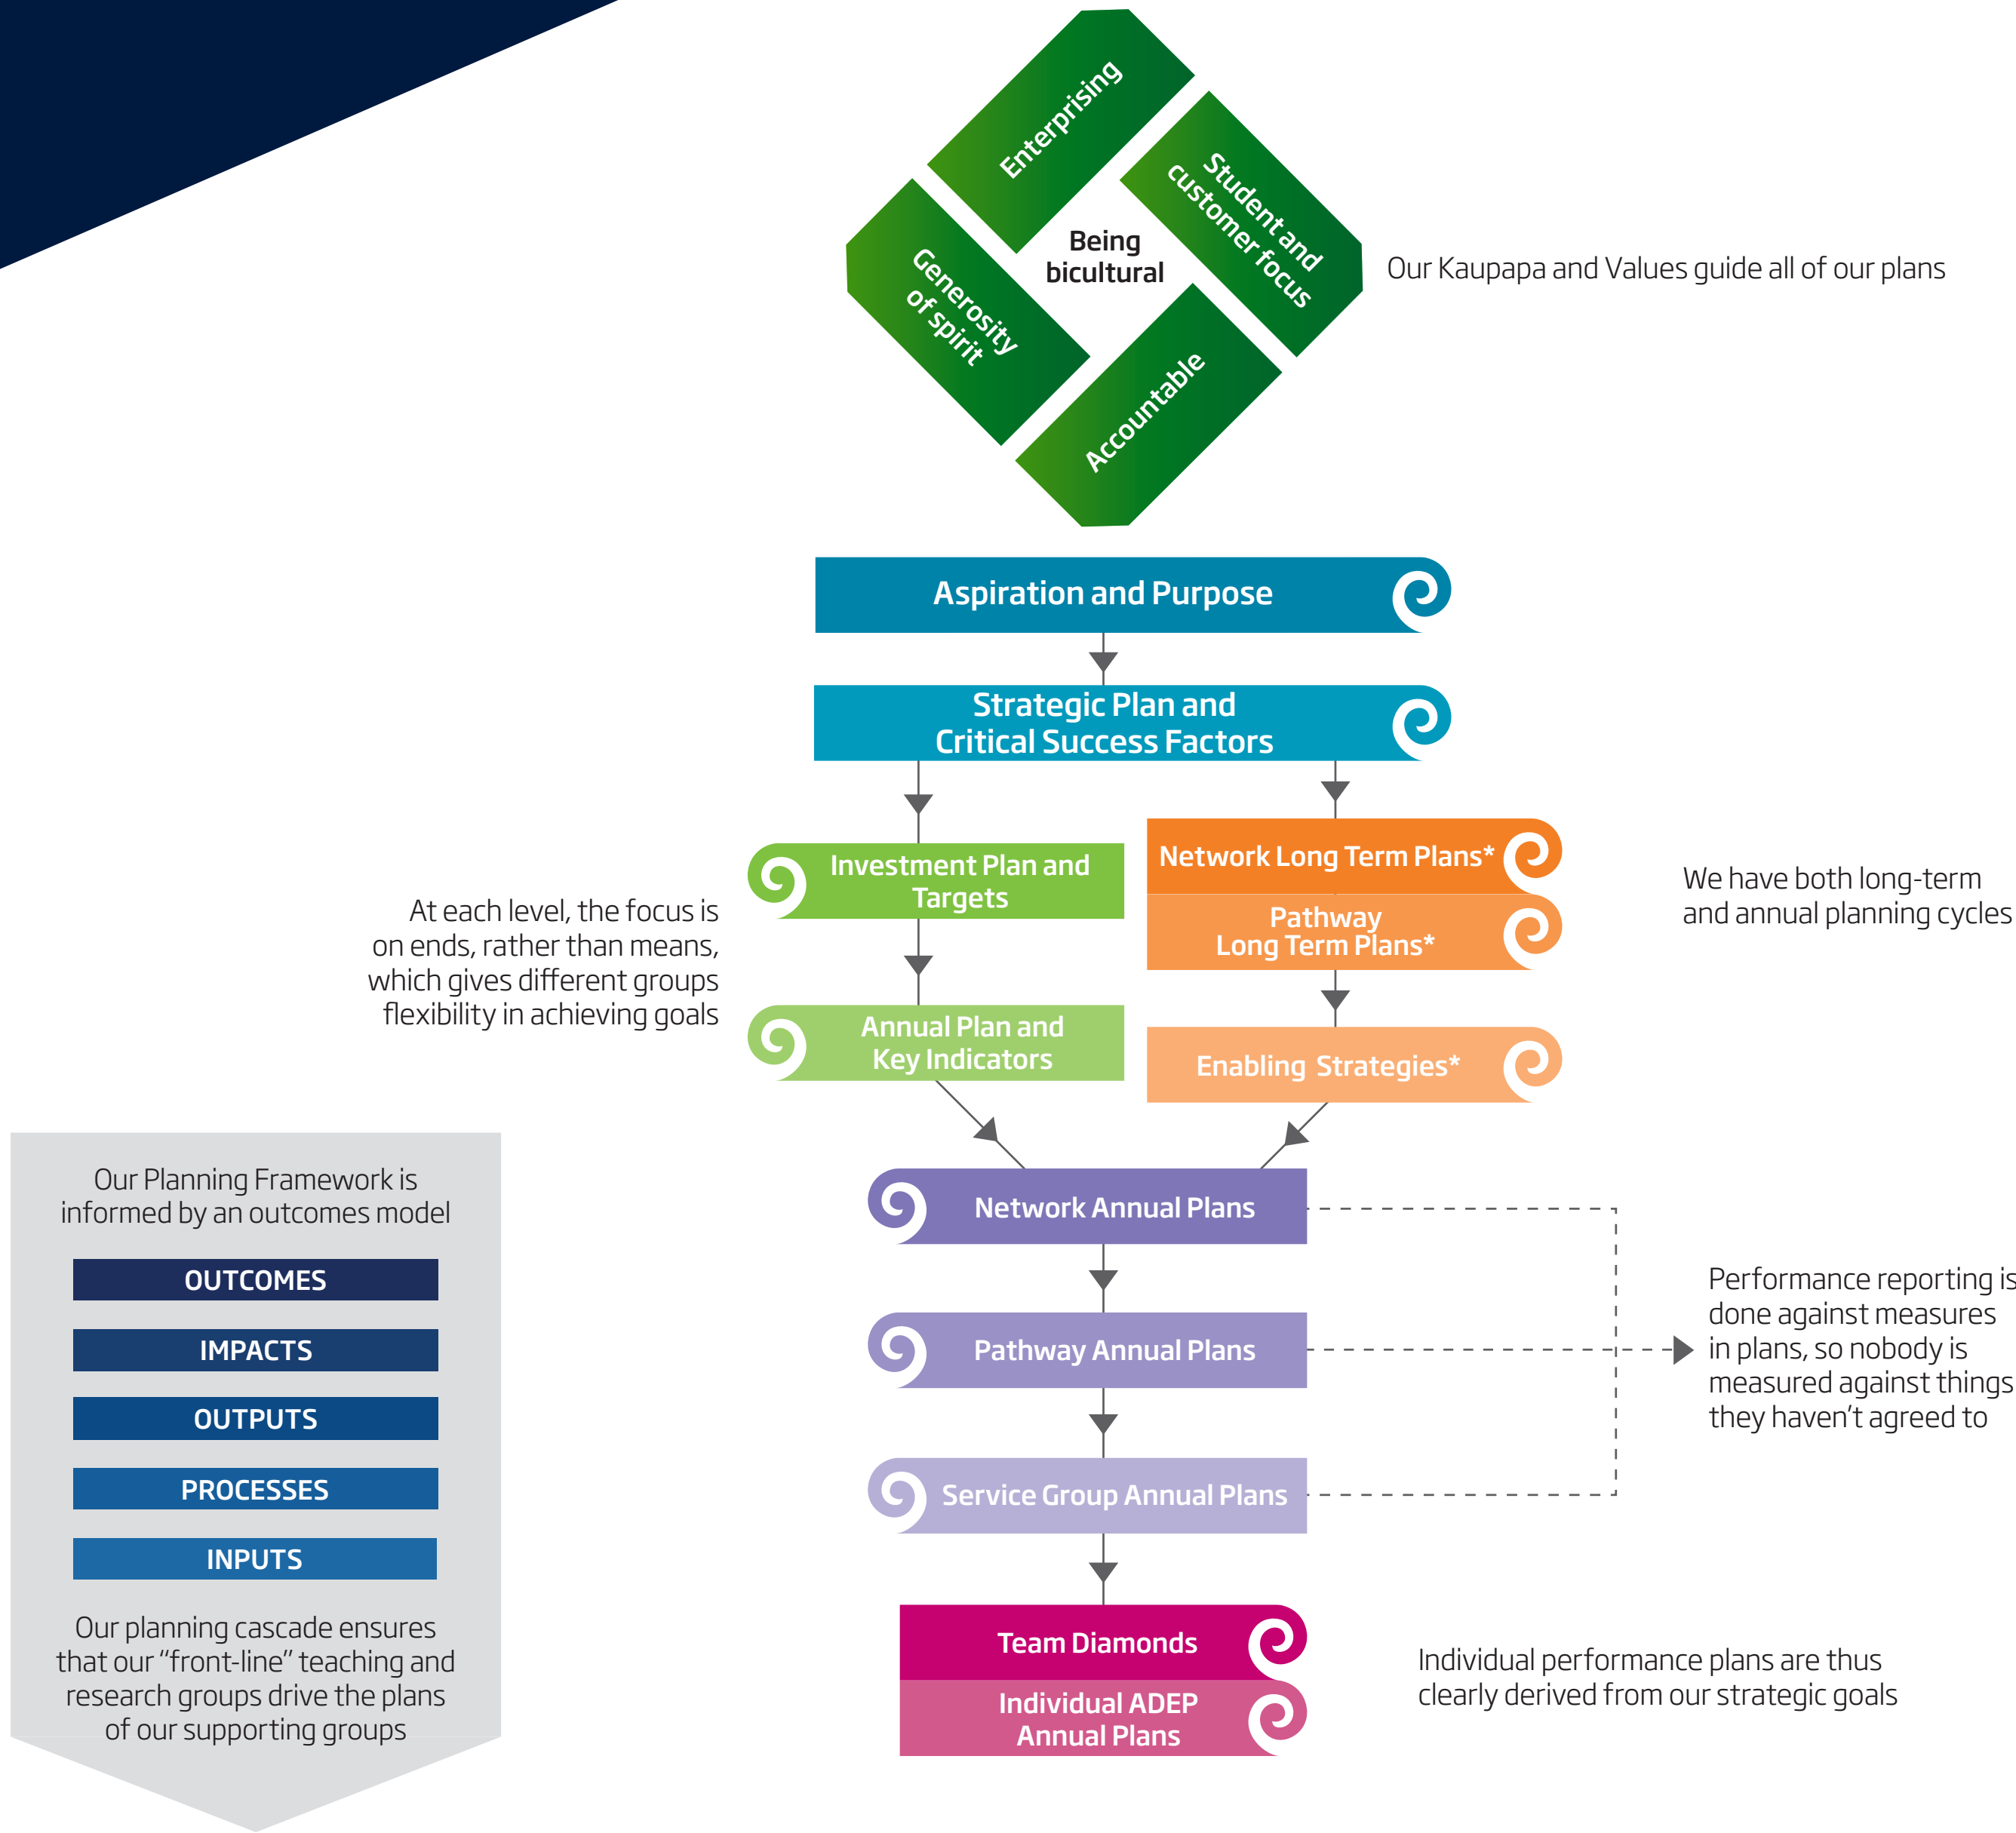 Enterprising
Student and
customer focus
Being
bicultural
Generosity
of spirit
Accountable
Our Kaupapa and Values guide all of our plans
Aspiration and Purpose
Strategic Plan and
Critical Success Factors
Investment Plan and
Targets
Network Long Term Plans*
Pathway
Long Term Plans*
We have both long-term
and annual planning cycles
At each level, the focus is
on ends, rather than means,
which gives different groups
flexibility in achieving goals
Annual Plan and
Key Indicators
Enabling Strategies*
Network Annual Plans
Pathway Annual Plans
Service Group Annual Plans
Performance reporting is
done against measures
in plans, so nobody is
measured against things
they haven't agreed to
Team Diamonds
Individual ADEP
Annual Plans
Individual performance plans are thus
clearly derived from our strategic goals
Our Planning Framework is
informed by an outcomes model
OUTCOMES
IMPACTS
OUTPUTS
PROCESSES
INPUTS
Our planning cascade ensures
that our "front-line" teaching and
research groups drive the plans
of our supporting groups